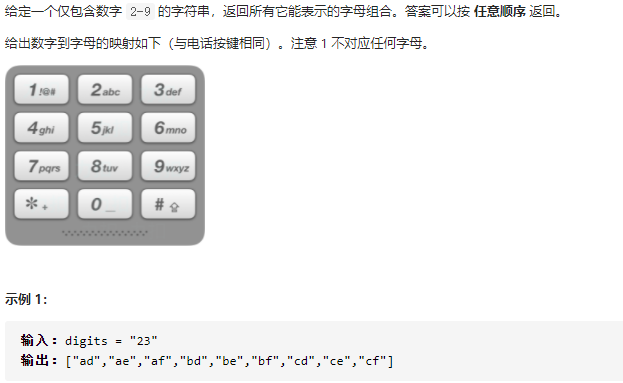 给定一个仅包含数字 2-9 的字符串，返回所有它能表示的字母组合。答案可以按 任意顺序 返回。
给出数字到字母的映射如下（与电话按键相同）。注意 1 不对应任何字母。
1 !@# 2 abc 3 def
4 ghi 5 jkl 6 mno
7 pqrs 8 tuv 9 wxyz
* + 0 _ # ⇧
示例 1：
输入：digits = "23"
输出：["ad","ae","af","bd","be","bf","cd","ce","cf"]